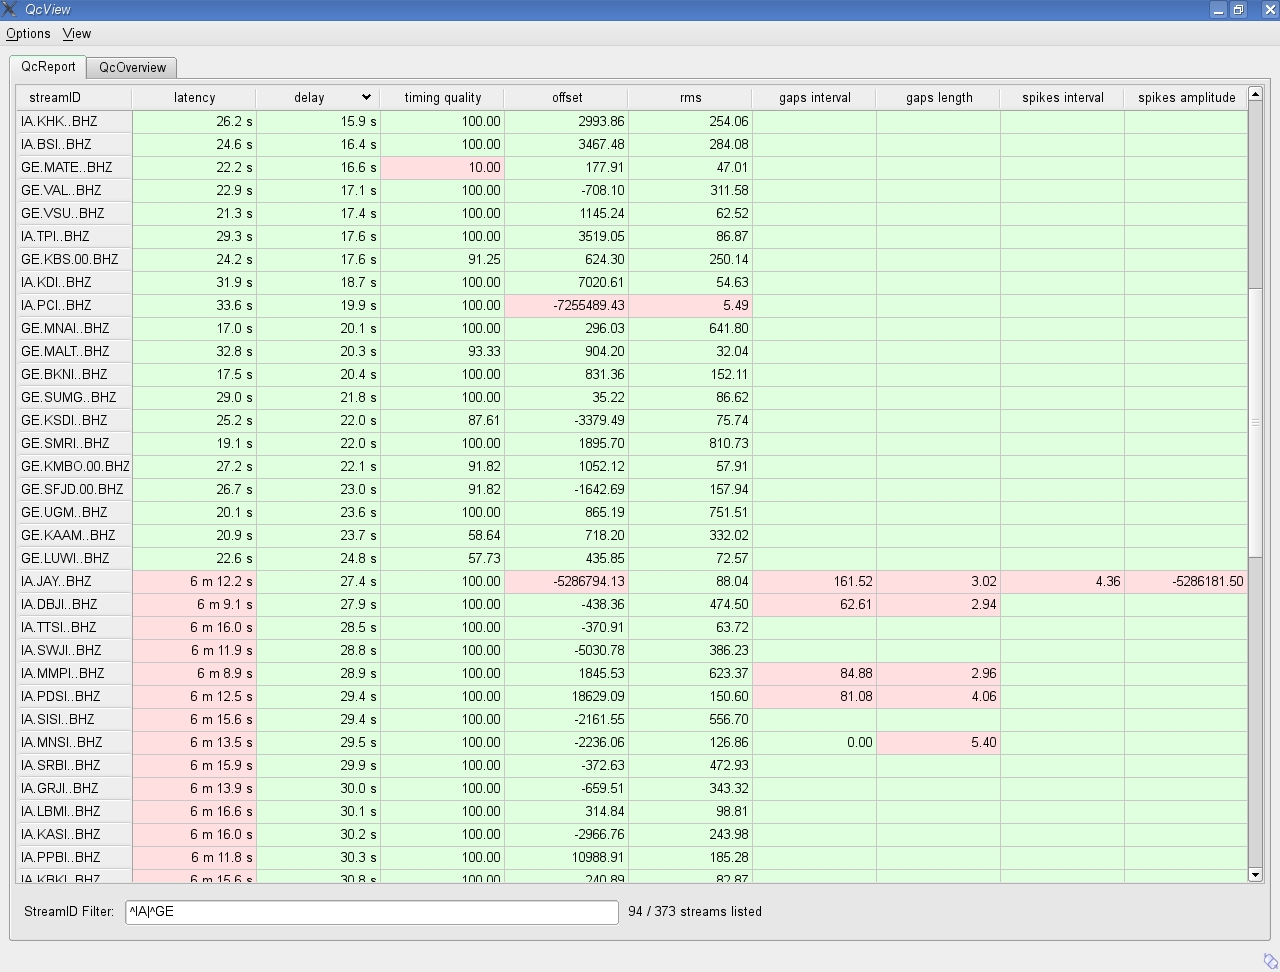 QcView
Options View
QcReport QcOverview
streamID latency delay timing quality offset rms gaps interval gaps length spikes interval spikes amplitude
IA.KHK..BHZ 26.2 s 15.9 s 100.00 2993.86 254.06
IA.BSI..BHZ 24.6 s 16.4 s 100.00 3467.48 284.08
GE.MATE..BHZ 22.2 s 16.6 s 10.00 177.91 47.01
GE.VAL..BHZ 22.9 s 17.1 s 100.00 -708.10 311.58
GE.VSU..BHZ 21.3 s 17.4 s 100.00 1145.24 62.52
IA.TPI..BHZ 29.3 s 17.6 s 100.00 3519.05 86.87
GE.KBS.00.BHZ 24.2 s 17.6 s 91.25 624.30 250.14
IA.KDI..BHZ 31.9 s 18.7 s 100.00 7020.61 54.63
IA.PCI..BHZ 33.6 s 19.9 s 100.00 -7255489.43 5.49
GE.MNAI..BHZ 17.0 s 20.1 s 100.00 296.03 641.80
GE.MALT..BHZ 32.8 s 20.3 s 93.33 904.20 32.04
GE.BKNI..BHZ 17.5 s 20.4 s 100.00 831.36 152.11
GE.SUMG..BHZ 29.0 s 21.8 s 100.00 35.22 86.62
GE.KSDI..BHZ 25.2 s 22.0 s 87.61 -3379.49 75.74
GE.SMRI..BHZ 19.1 s 22.0 s 100.00 1895.70 810.73
GE.KMBO.00.BHZ 27.2 s 22.1 s 91.82 1052.12 57.91
GE.SFJD.00.BHZ 26.7 s 23.0 s 91.82 -1642.69 157.94
GE.UGM..BHZ 20.1 s 23.6 s 100.00 865.19 751.51
GE.KAAM..BHZ 20.9 s 23.7 s 58.64 718.20 332.02
GE.LUWI..BHZ 22.6 s 24.8 s 57.73 435.85 72.57
IA.JAY..BHZ 6 m 12.2 s 27.4 s 100.00 -5286794.13 88.04 161.52 3.02 4.36 -5286181.50
IA.DBJI..BHZ 6 m 9.1 s 27.9 s 100.00 -438.36 474.50 62.61 2.94
IA.TTSI..BHZ 6 m 16.0 s 28.5 s 100.00 -370.91 63.72
IA.SWJI..BHZ 6 m 11.9 s 28.8 s 100.00 -5030.78 386.23
IA.MMPI..BHZ 6 m 8.9 s 28.9 s 100.00 1845.53 623.37 84.88 2.96
IA.PDSI..BHZ 6 m 12.5 s 29.4 s 100.00 18629.09 150.60 81.08 4.06
IA.SISI..BHZ 6 m 15.6 s 29.4 s 100.00 -2161.55 556.70
IA.MNSI..BHZ 6 m 13.5 s 29.5 s 100.00 -2236.06 126.86 0.00 5.40
IA.SRBI..BHZ 6 m 15.9 s 29.9 s 100.00 -372.63 472.93
IA.GRJI..BHZ 6 m 13.9 s 30.0 s 100.00 -659.51 343.32
IA.LBMI..BHZ 6 m 16.6 s 30.1 s 100.00 314.84 98.81
IA.KASI..BHZ 6 m 16.0 s 30.2 s 100.00 -2966.76 243.98
IA.PPBI..BHZ 6 m 11.8 s 30.3 s 100.00 10988.91 185.28
IA.KBKI..BHZ 6 m 15.6 s 30.8 s 100.00 240.89 82.87
StreamID Filter: ^IA|^GE 94 / 373 streams listed